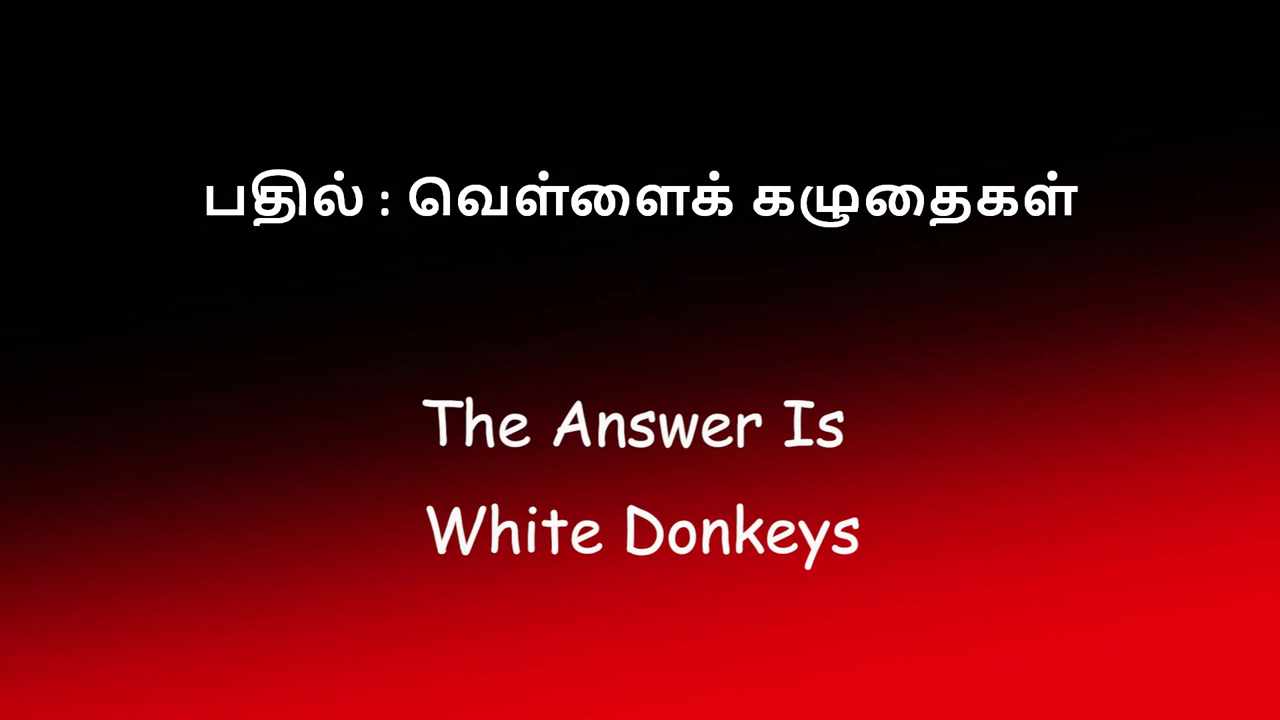 பதில் : வெள்ளைக் கழுதைகள்
The Answer Is
White Donkeys